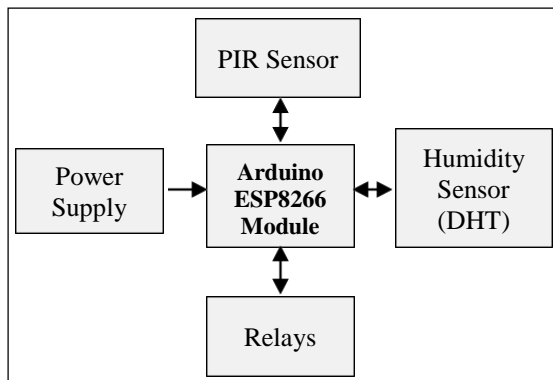 PIR Sensor
Power
Supply
Arduino
ESP8266
Module
Humidity
Sensor
(DHT)
Relays